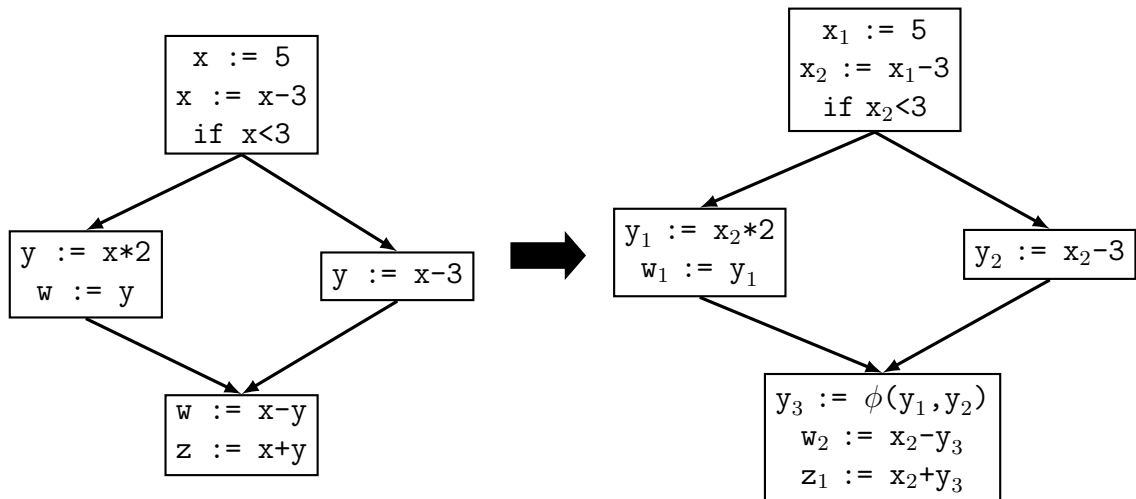 x := 5
x := x-3
if x<3
y := x*2
w := y
y := x-3
w := x-y
z := x+y
x₁ := 5
x₂ := x₁-3
if x₂<3
y₁ := x₂*2
w₁ := y₁
y₂ := x₂-3
y₃ := ϕ(y₁,y₂)
w₂ := x₂-y₃
z₁ := x₂+y₃